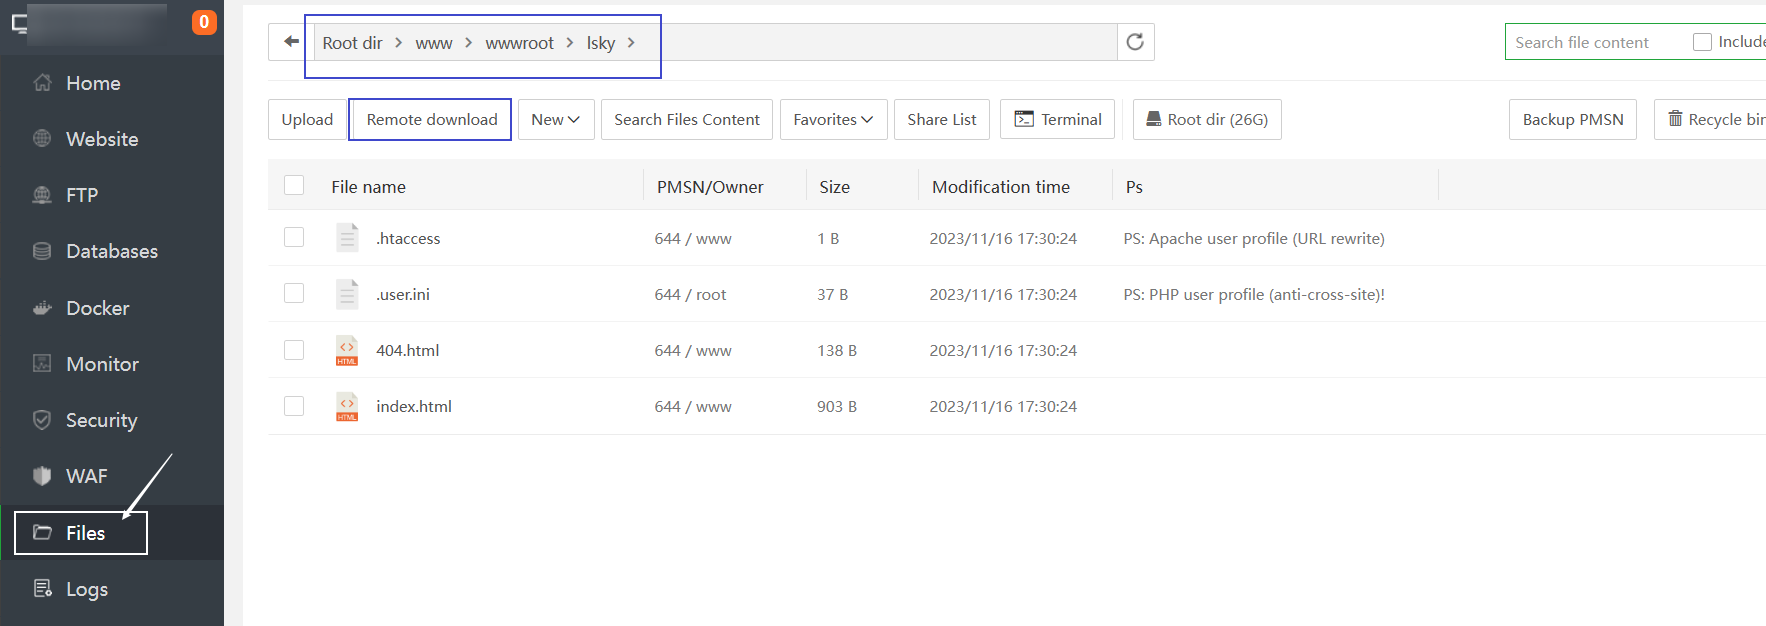 0
Home
Website
FTP
Databases
Docker
Monitor
Security
WAF
Files
Logs
Root dir > www > wwwroot > lsky >
Search file content Include
Upload Remote download New Search Files Content Favorites Share List Terminal Root dir (26G) Backup PMSN Recycle bin
File name PMSN/Owner Size Modification time Ps
.htaccess 644 / www 1 B 2023/11/16 17:30:24 PS: Apache user profile (URL rewrite)
.user.ini 644 / root 37 B 2023/11/16 17:30:24 PS: PHP user profile (anti-cross-site)!
HTML 404.html 644 / www 138 B 2023/11/16 17:30:24
HTML index.html 644 / www 903 B 2023/11/16 17:30:24